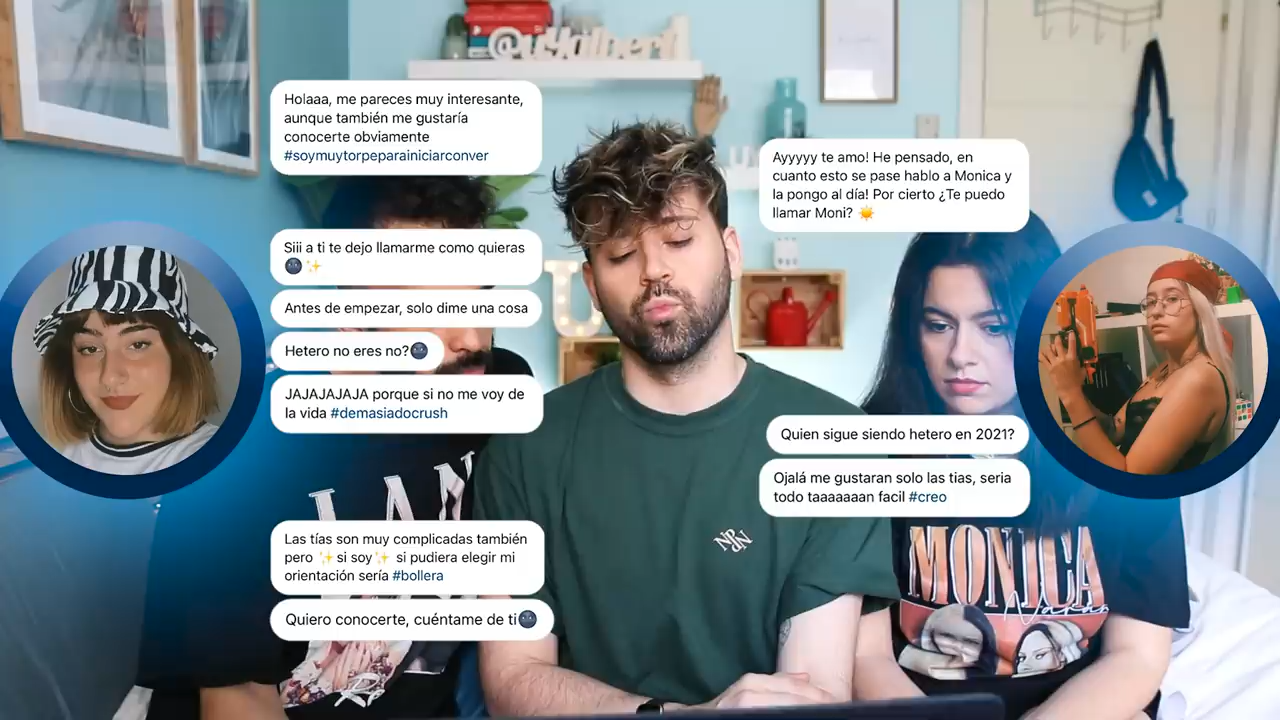 @uy4lbert
Holaaa, me pareces muy interesante,
aunque también me gustaría
conocerte obviamente
#soymuytorpeparainiciarconver
Ayyyyy te amo! He pensado, en
cuanto esto se pase hablo a Monica y
la pongo al día! Por cierto ¿Te puedo
llamar Moni? ☀️
Siii a ti te dejo llamarme como quieras
🌚✨
Antes de empezar, solo dime una cosa
Hetero no eres no?🌚
JAJAJAJAJA porque si no me voy de
la vida #demasiadocrush
Quien sigue siendo hetero en 2021?
Ojalá me gustaran solo las tias, seria
todo taaaaaaan facil #creo
Las tías son muy complicadas también
pero ✨si soy✨ si pudiera elegir mi
orientación sería #bollera
Quiero conocerte, cuéntame de ti🌚
LAN
MONICA